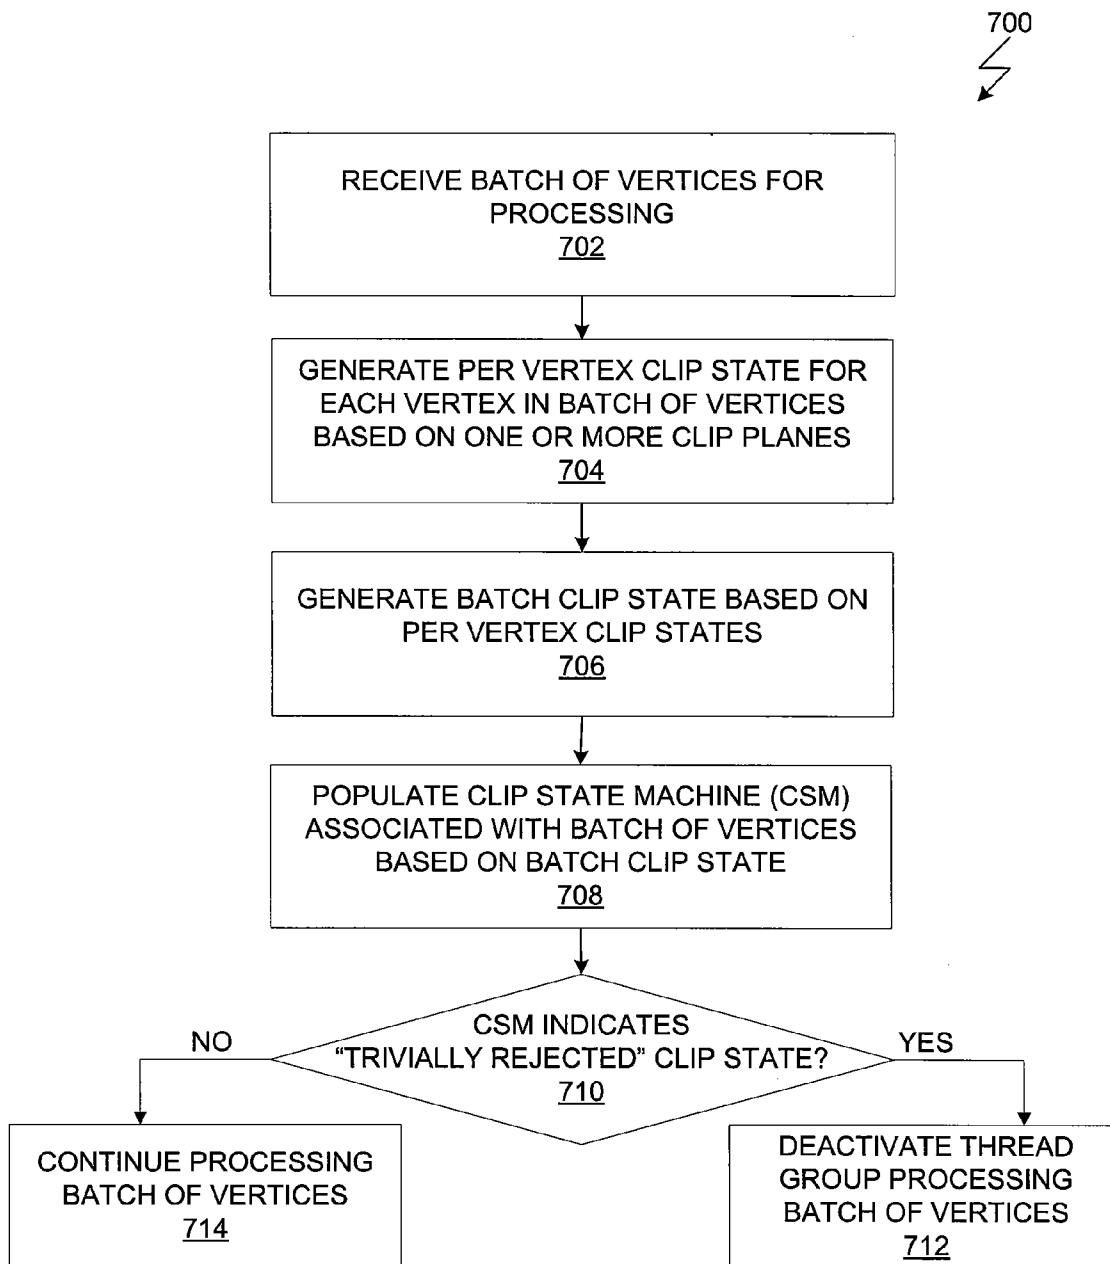 700
RECEIVE BATCH OF VERTICES FOR
PROCESSING
702
GENERATE PER VERTEX CLIP STATE FOR
EACH VERTEX IN BATCH OF VERTICES
BASED ON ONE OR MORE CLIP PLANES
704
GENERATE BATCH CLIP STATE BASED ON
PER VERTEX CLIP STATES
706
POPULATE CLIP STATE MACHINE (CSM)
ASSOCIATED WITH BATCH OF VERTICES
BASED ON BATCH CLIP STATE
708
CSM INDICATES
“TRIVIALLY REJECTED” CLIP STATE?
710
NO
YES
CONTINUE PROCESSING
BATCH OF VERTICES
714
DEACTIVATE THREAD
GROUP PROCESSING
BATCH OF VERTICES
712